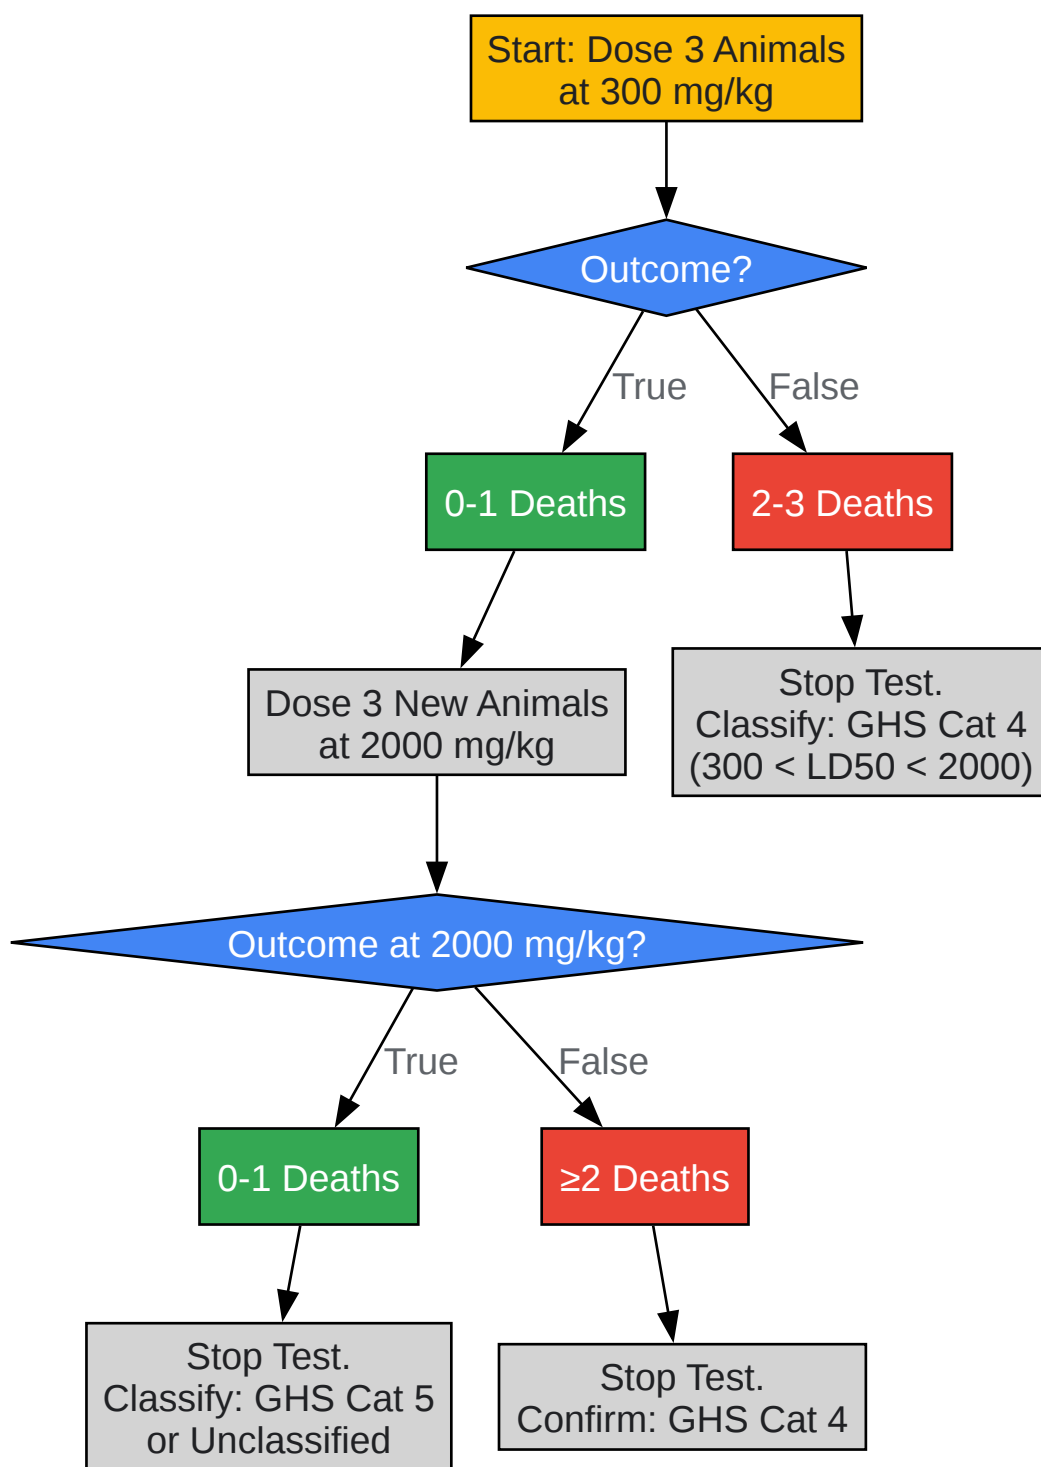 Start: Dose 3 Animals
at 300 mg/kg
Outcome?
True
False
0-1 Deaths
2-3 Deaths
Dose 3 New Animals
at 2000 mg/kg
Stop Test.
Classify: GHS Cat 4
(300 < LD50 < 2000)
Outcome at 2000 mg/kg?
True
False
0-1 Deaths
≥2 Deaths
Stop Test.
Classify: GHS Cat 5
or Unclassified
Stop Test.
Confirm: GHS Cat 4